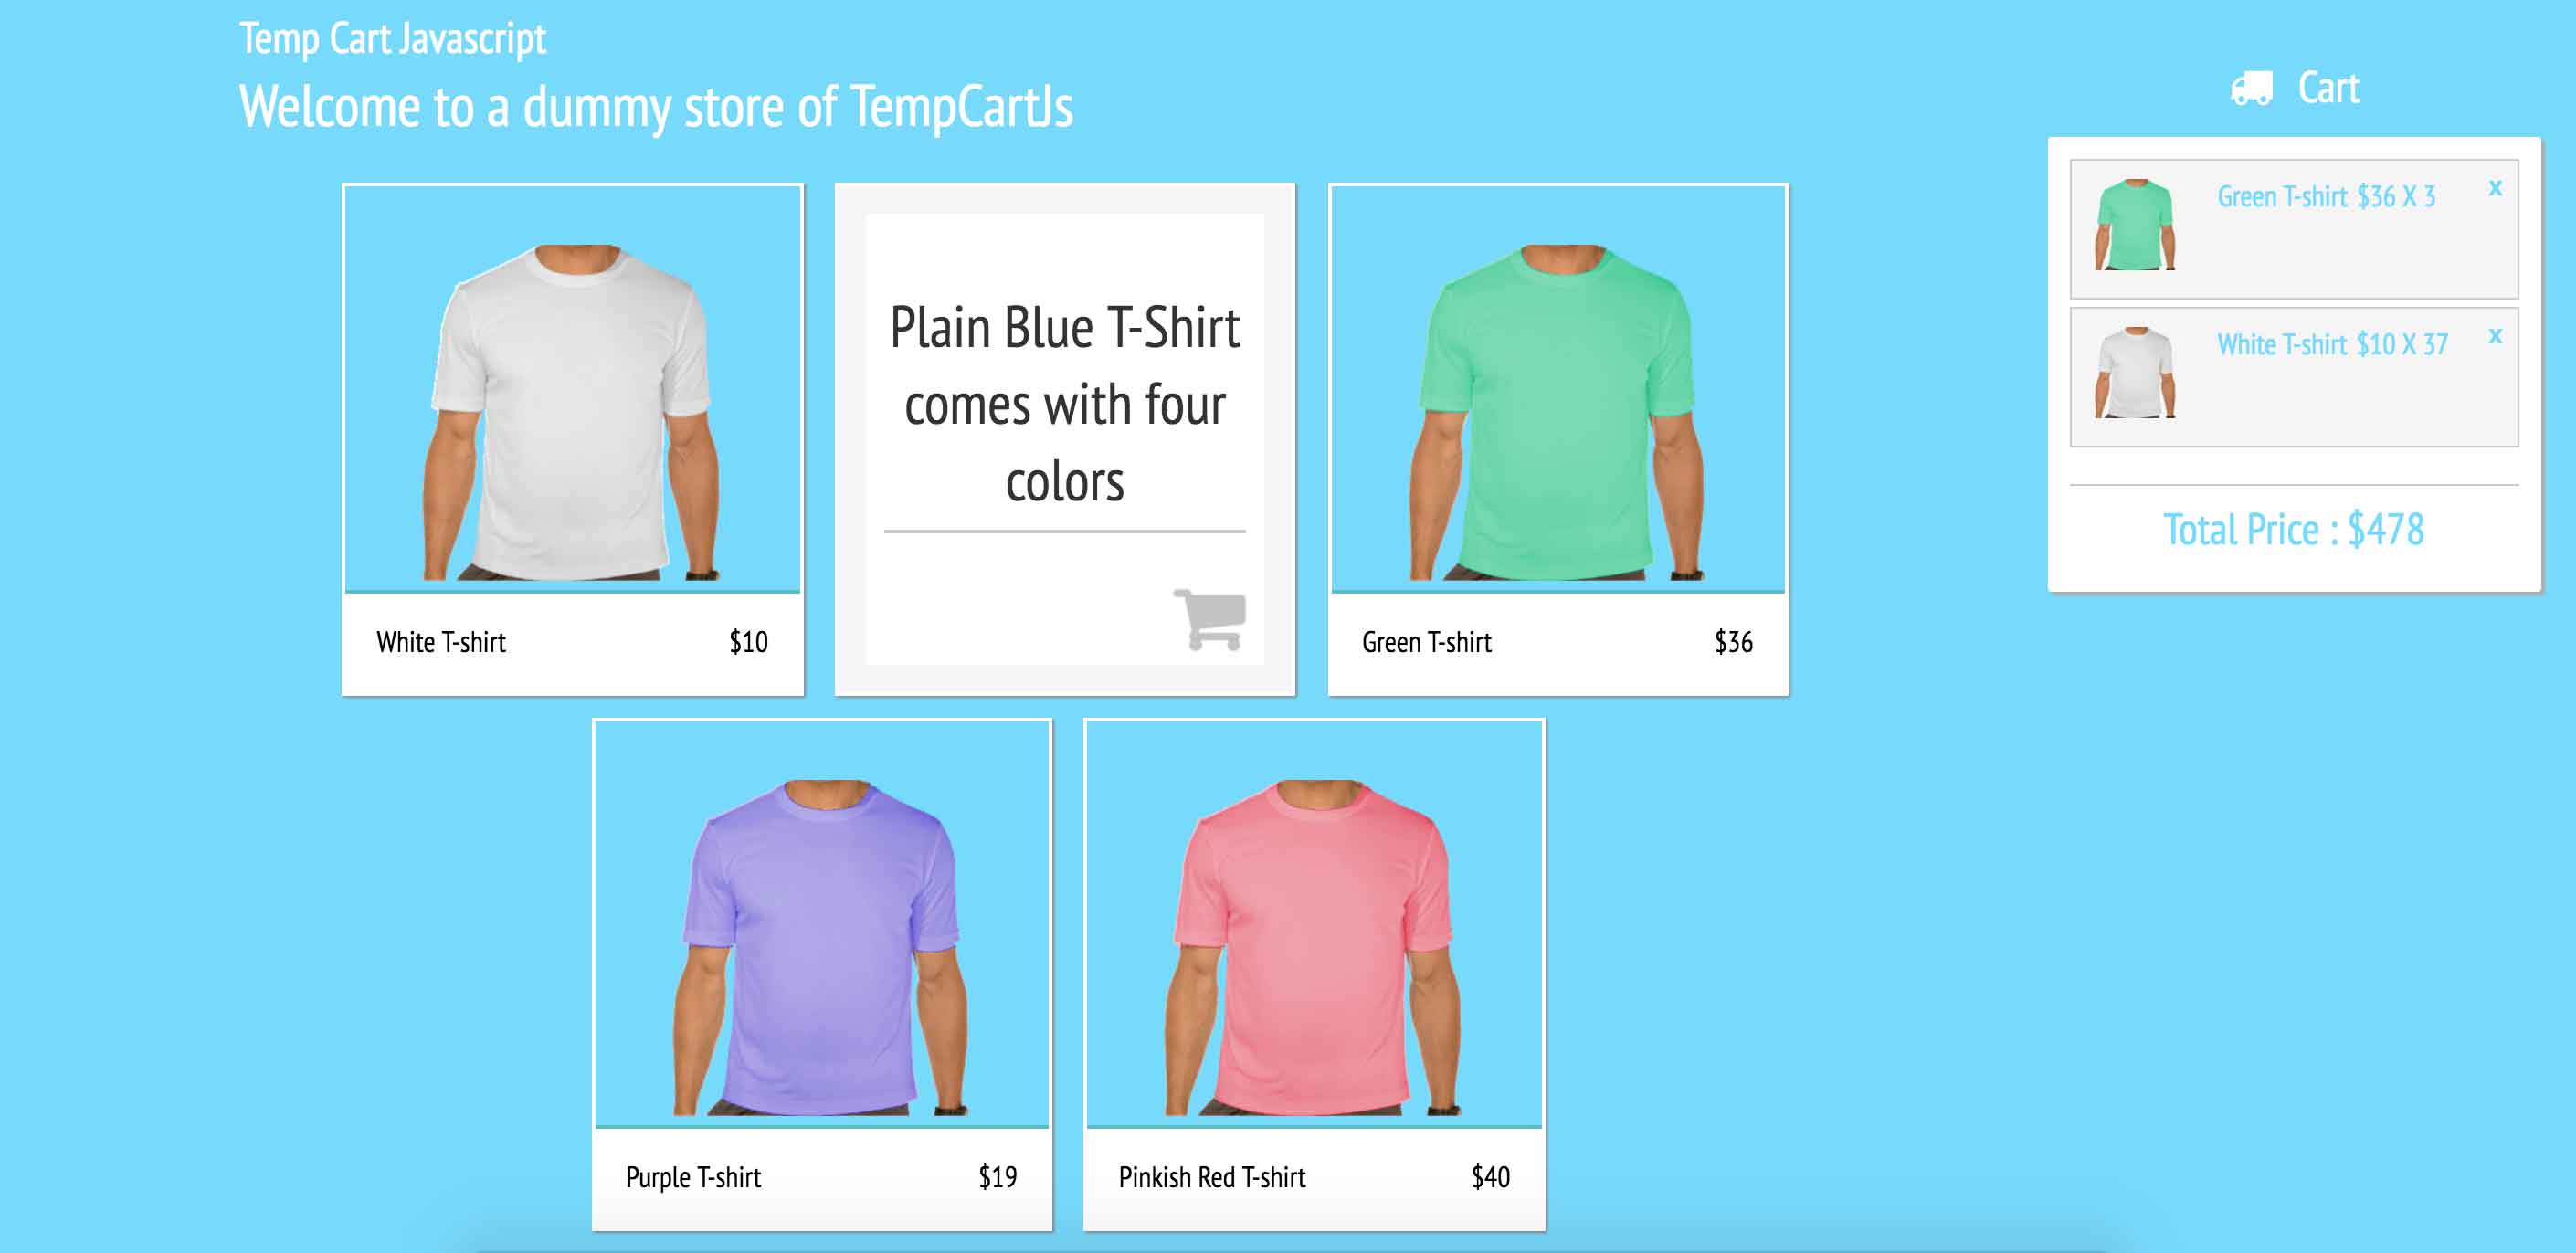 Temp Cart Javascript
Welcome to a dummy store of TempCartJs
Cart
Plain Blue T-Shirt
comes with four
colors
White T-shirt $10
Green T-shirt $36
Purple T-shirt $19
Pinkish Red T-shirt $40
Green T-shirt $36 X 3 x
White T-shirt $10 X 37 x
Total Price : $478